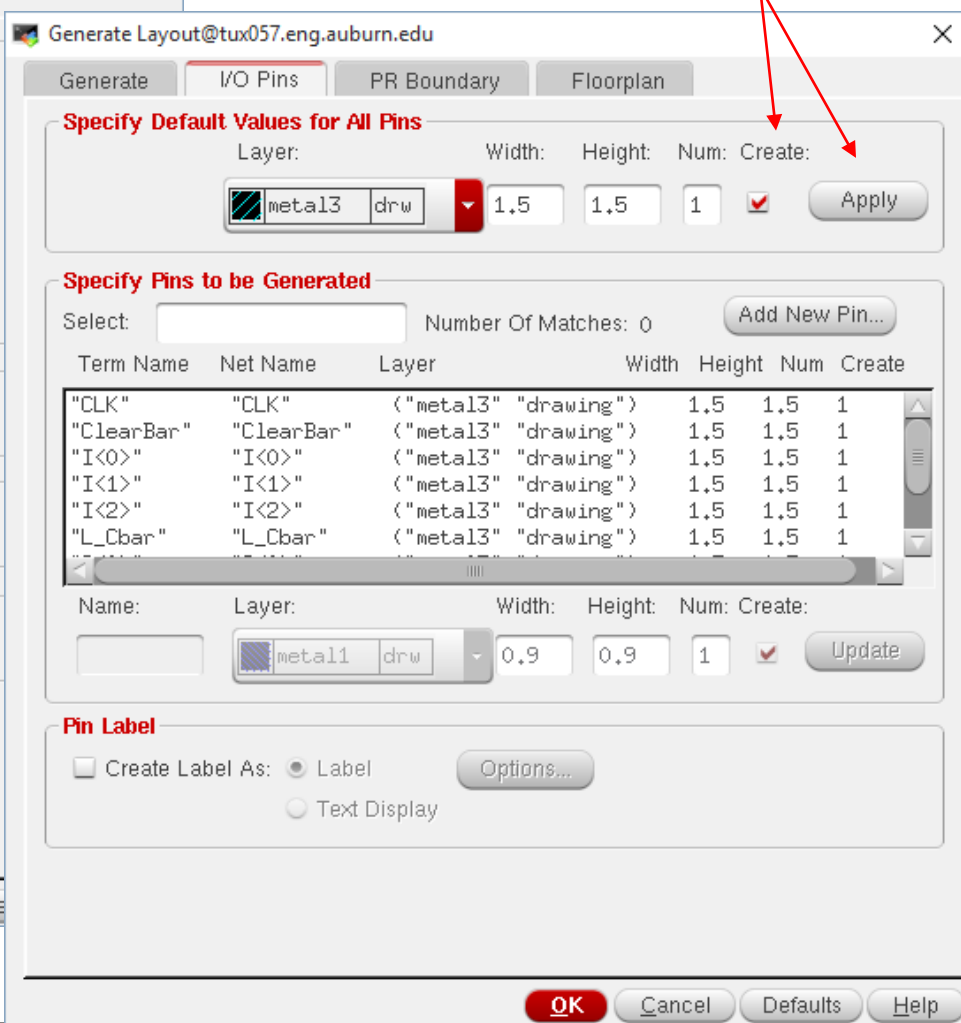 Generate Layout@tux057.eng.auburn.edu
Generate I/O Pins PR Boundary Floorplan
Specify Default Values for All Pins
Layer: Width: Height: Num: Create:
metal3 drw 1.5 1.5 1 Apply
Specify Pins to be Generated
Select: Number Of Matches: 0 Add New Pin...
Term Name Net Name Layer Width Height Num Create
"CLK" "CLK" ("metal3" "drawing") 1.5 1.5 1
"ClearBar" "ClearBar" ("metal3" "drawing") 1.5 1.5 1
"I<0>" "I<0>" ("metal3" "drawing") 1.5 1.5 1
"I<1>" "I<1>" ("metal3" "drawing") 1.5 1.5 1
"I<2>" "I<2>" ("metal3" "drawing") 1.5 1.5 1
"L_Cbar" "L_Cbar" ("metal3" "drawing") 1.5 1.5 1
Name: Layer: Width: Height: Num: Create:
metal1 drw 0.9 0.9 1 Update
Pin Label
Create Label As: Label Options...
Text Display
OK Cancel Defaults Help